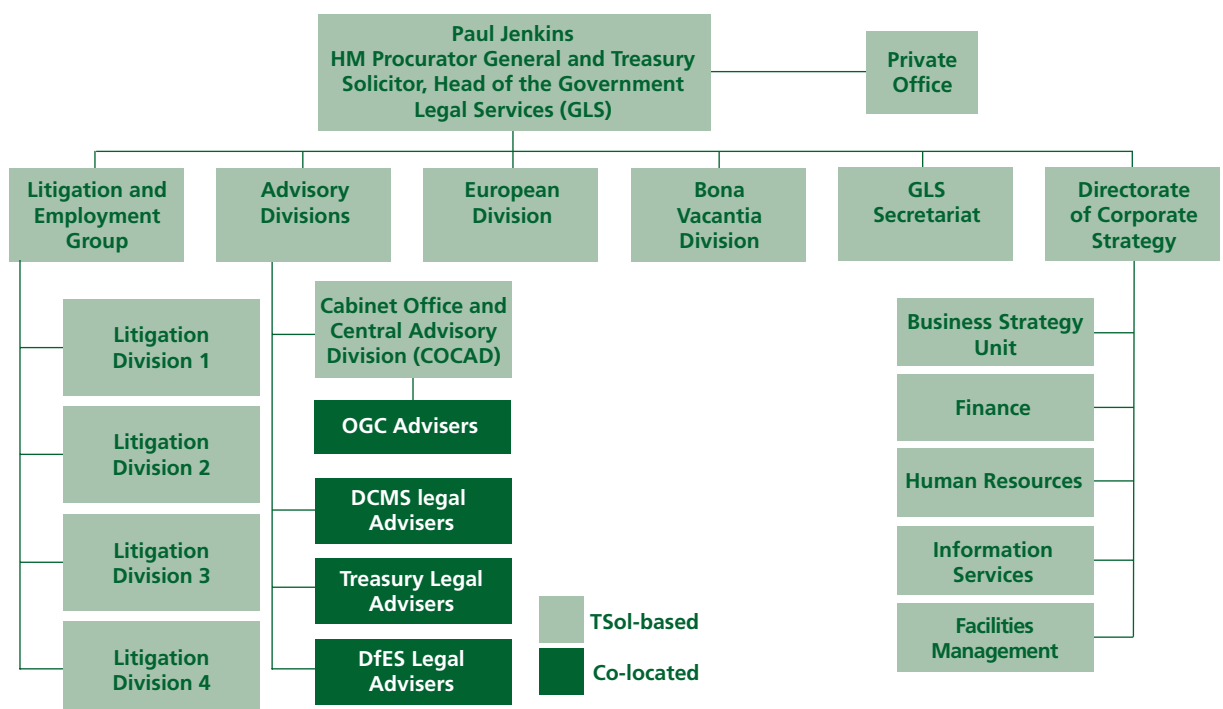 Paul Jenkins
HM Procurator General and Treasury
Solicitor, Head of the Government
Legal Services (GLS)
Private
Office
Litigation and
Employment
Group
Advisory
Divisions
European
Division
Bona
Vacantia
Division
GLS
Secretariat
Directorate
of Corporate
Strategy
Litigation
Division 1
Litigation
Division 2
Litigation
Division 3
Litigation
Division 4
Cabinet Office and
Central Advisory
Division (COCAD)
OGC Advisers
DCMS legal
Advisers
Treasury Legal
Advisers
DfES Legal
Advisers
TSol-based
Co-located
Business Strategy
Unit
Finance
Human Resources
Information
Services
Facilities
Management